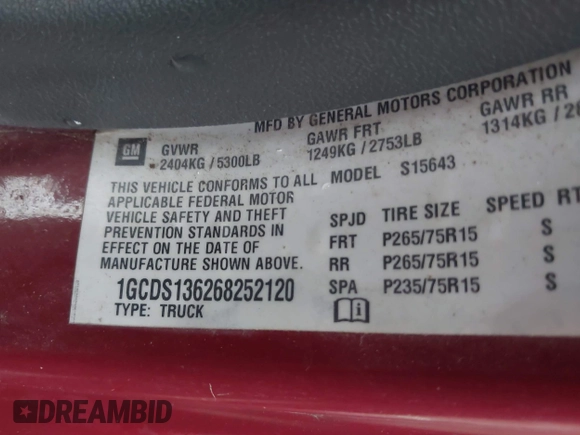 MFD BY GENERAL MOTORS CORPORATION
GM GVWR GAWR FRT GAWR RR
2404KG / 5300LB 1249KG / 2753LB 1314KG /
THIS VEHICLE CONFORMS TO ALL MODEL S15643
APPLICABLE FEDERAL MOTOR
VEHICLE SAFETY AND THEFT
PREVENTION STANDARDS IN
EFFECT ON THE DATE OF
MANUFACTURE SHOWN ABOVE.
SPJD TIRE SIZE SPEED RT
FRT P265/75R15 S
RR P265/75R15 S
SPA P235/75R15 S
1GCDS136268252120
TYPE: TRUCK
DREAMBID